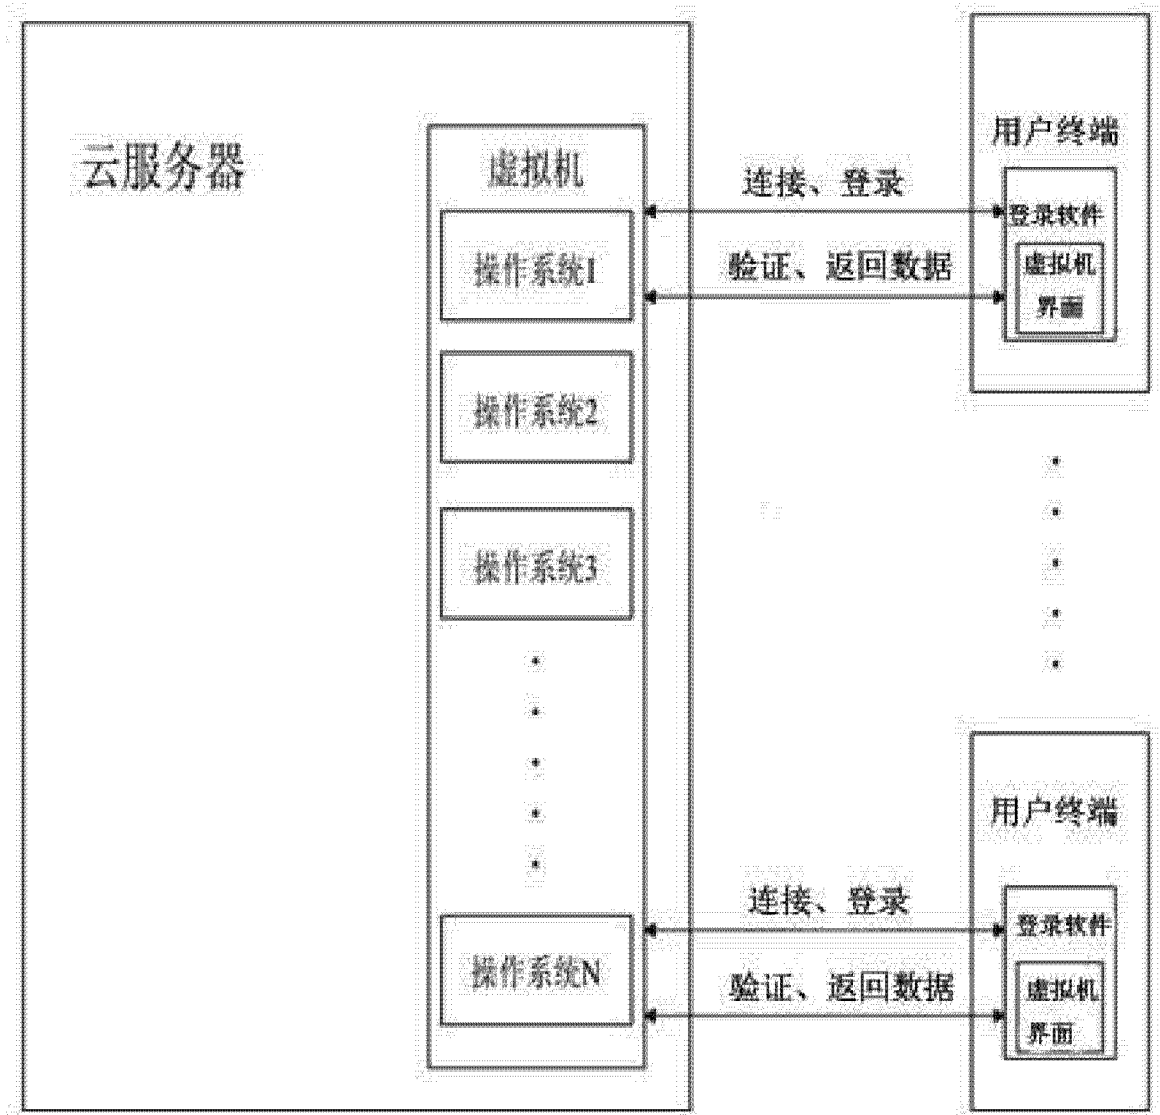 云服务器
虚拟机
操作系统1
操作系统2
操作系统3
操作系统N
连接、登录
验证、返回数据
用户终端
登录软件
虚拟机
界面
连接、登录
验证、返回数据
用户终端
登录软件
虚拟机
界面